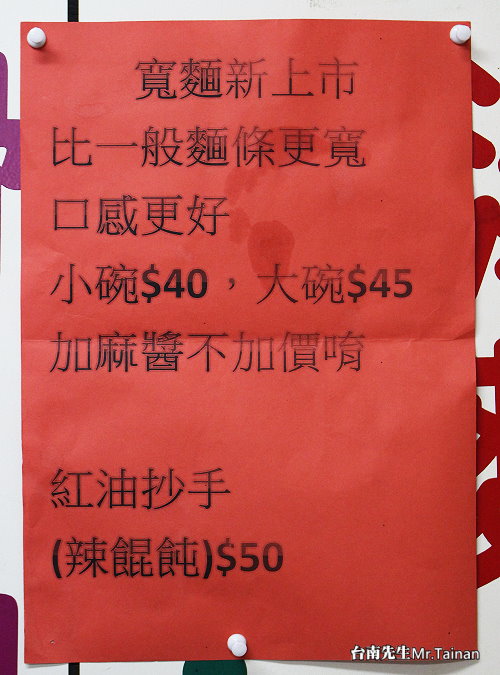 寬麵新上市
比一般麵條更寬
口感更好
小碗$40，大碗$45
加麻醬不加價唷
紅油抄手
(辣餛飩)$50
台南先生Mr.Tainan